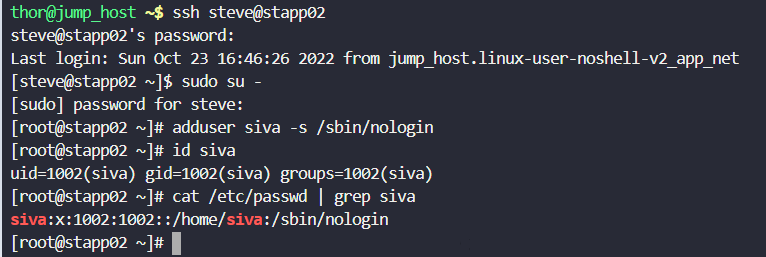 thor@jump_host ~$ ssh steve@stapp02
steve@stapp02's password:
Last login: Sun Oct 23 16:46:26 2022 from jump_host.linux-user-noshell-v2_app_net
[steve@stapp02 ~]$ sudo su -
[sudo] password for steve:
[root@stapp02 ~]# adduser siva -s /sbin/nologin
[root@stapp02 ~]# id siva
uid=1002(siva) gid=1002(siva) groups=1002(siva)
[root@stapp02 ~]# cat /etc/passwd | grep siva
siva:x:1002:1002::/home/siva:/sbin/nologin
[root@stapp02 ~]#